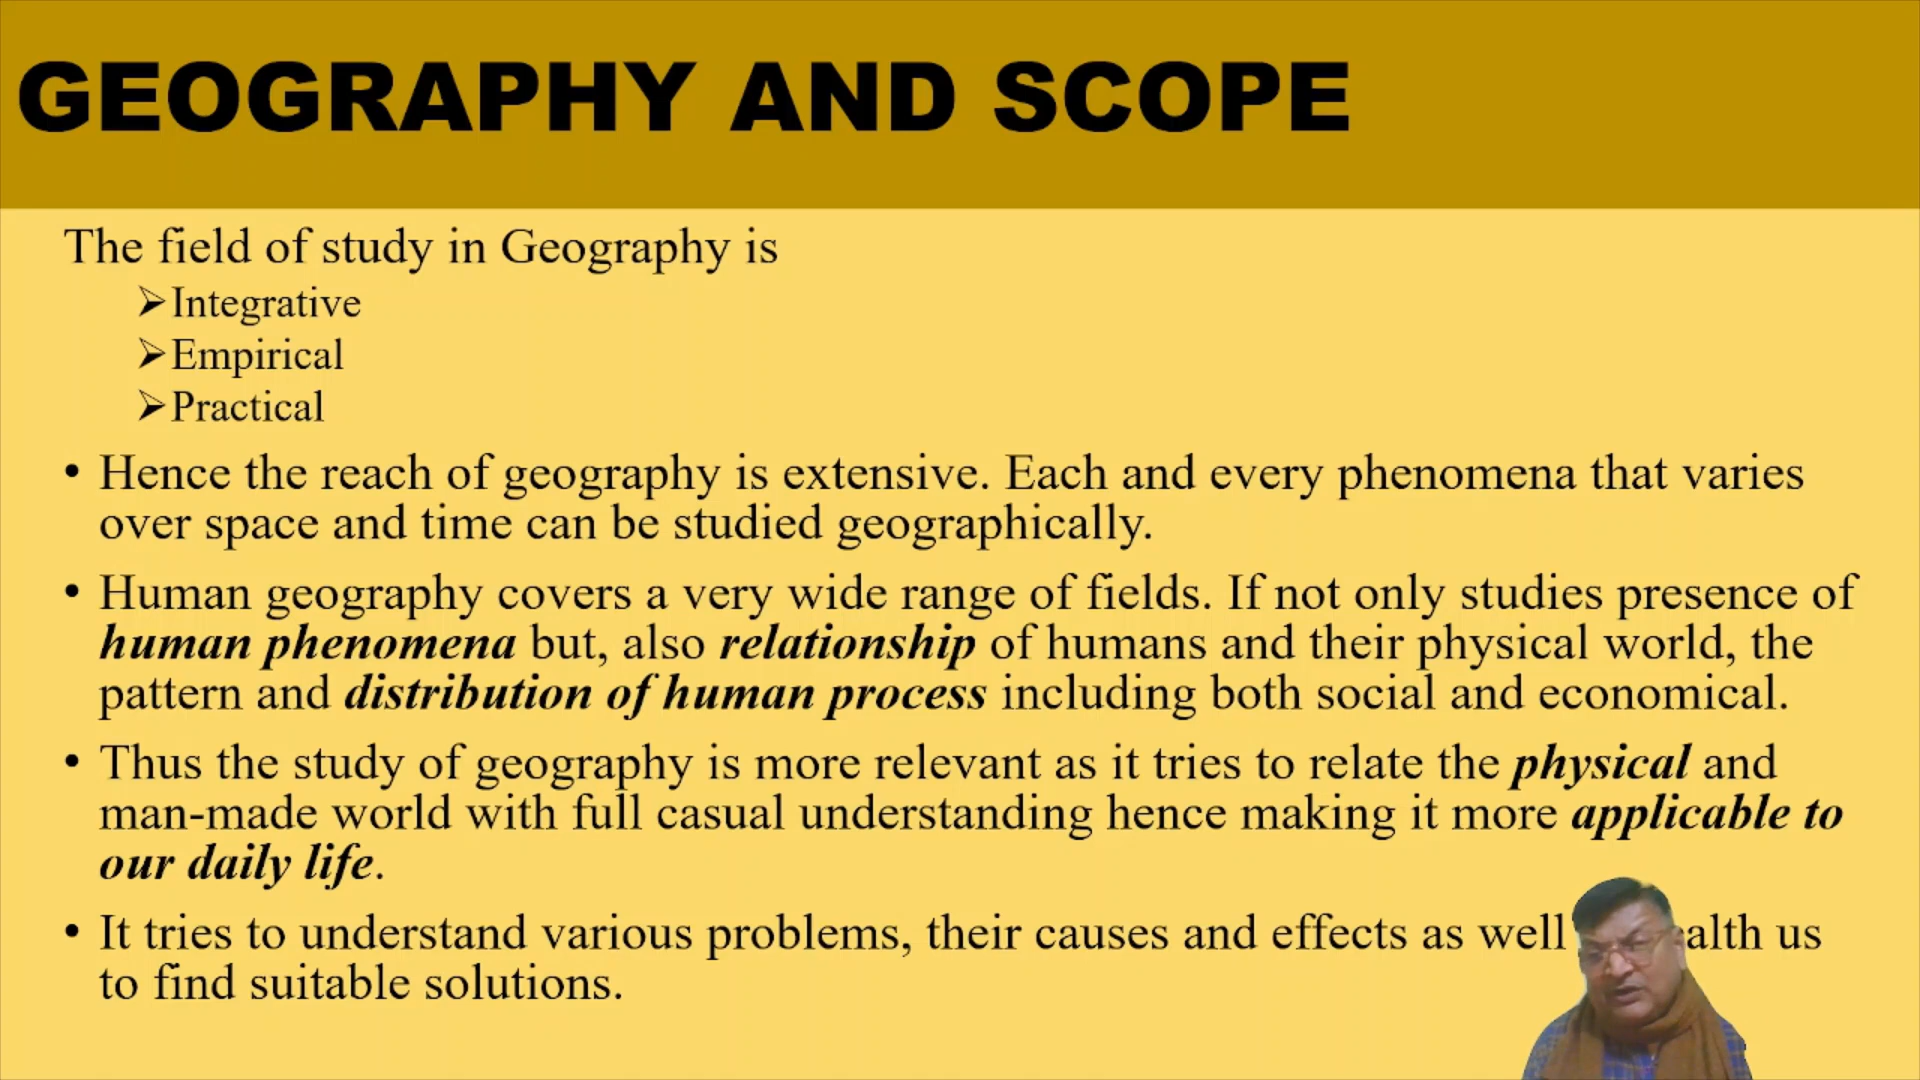 GEOGRAPHY AND SCOPE
The field of study in Geography is
➢Integrative
➢Empirical
➢Practical
• Hence the reach of geography is extensive. Each and every phenomena that varies
over space and time can be studied geographically.
• Human geography covers a very wide range of fields. If not only studies presence of
human phenomena but, also relationship of humans and their physical world, the
pattern and distribution of human process including both social and economical.
• Thus the study of geography is more relevant as it tries to relate the physical and
man-made world with full casual understanding hence making it more applicable to
our daily life.
• It tries to understand various problems, their causes and effects as well us
to find suitable solutions.